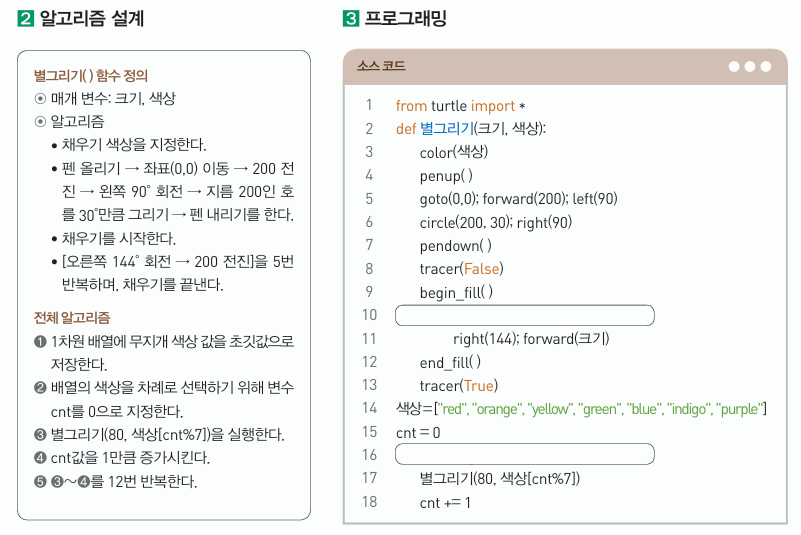 2 알고리즘 설계
별그리기( ) 함수 정의
⊙ 매개 변수: 크기, 색상
⊙ 알고리즘
• 채우기 색상을 지정한다.
• 펜 올리기 → 좌표(0,0) 이동 → 200 전
진 → 왼쪽 90˚ 회전 → 지름 200인 호
를 30˚만큼 그리기 → 펜 내리기를 한다.
• 채우기를 시작한다.
• [오른쪽 144˚ 회전 → 200 전진]을 5번
반복하며, 채우기를 끝낸다.
전체 알고리즘
❶ 1차원 배열에 무지개 색상 값을 초깃값으로
저장한다.
❷ 배열의 색상을 차례로 선택하기 위해 변수
cnt를 0으로 지정한다.
❸ 별그리기(80, 색상[cnt%7])을 실행한다.
❹ cnt값을 1만큼 증가시킨다.
❺ ❸~❹를 12번 반복한다.
3 프로그래밍
소스 코드
1 from turtle import *
2 def 별그리기(크기, 색상):
3 color(색상)
4 penup( )
5 goto(0,0); forward(200); left(90)
6 circle(200, 30); right(90)
7 pendown( )
8 tracer(False)
9 begin_fill( )
10
11 right(144); forward(크기)
12 end_fill( )
13 tracer(True)
14 색상=["red", "orange", "yellow", "green", "blue", "indigo", "purple"]
15 cnt = 0
16
17 별그리기(80, 색상[cnt%7])
18 cnt += 1